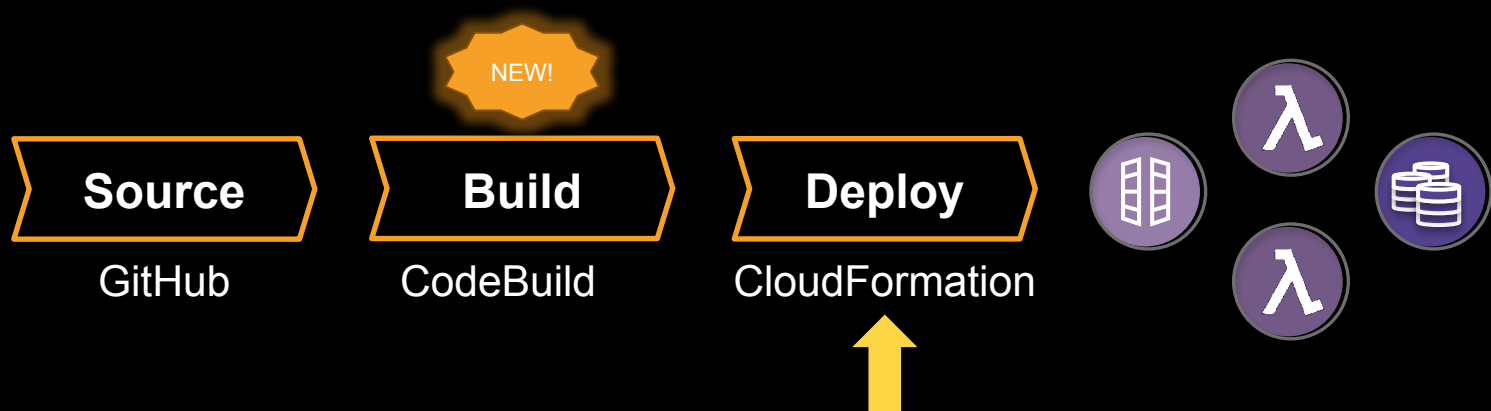 NEW!
Source
Build
Deploy
λ
GitHub
CodeBuild
CloudFormation
λ